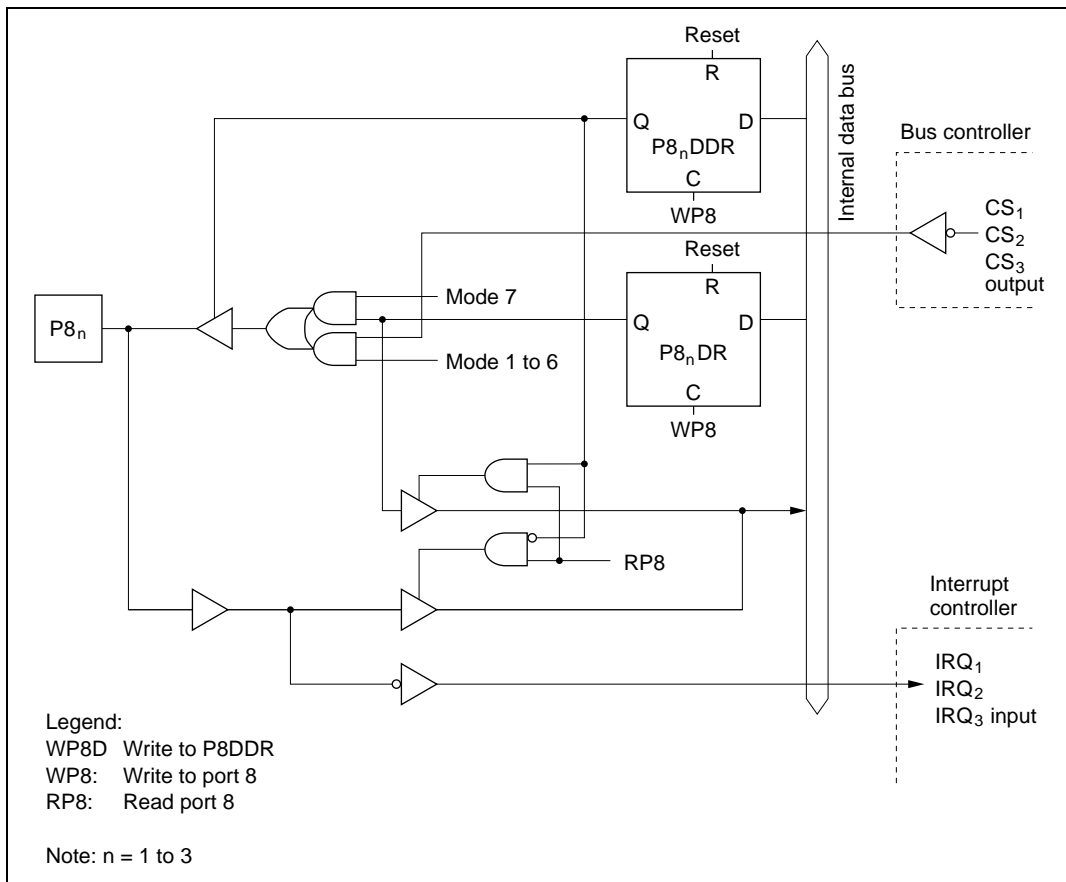 Reset
R
Q
D
P8nDDR
C
WP8
Internal data bus
Bus controller
CS1
CS2
CS3
output
Reset
R
Mode 7
Q
D
P8n
P8nDR
Mode 1 to 6
C
WP8
RP8
Interrupt
controller
IRQ1
IRQ2
IRQ3 input
Legend:
WP8D Write to P8DDR
WP8: Write to port 8
RP8: Read port 8
Note: n = 1 to 3